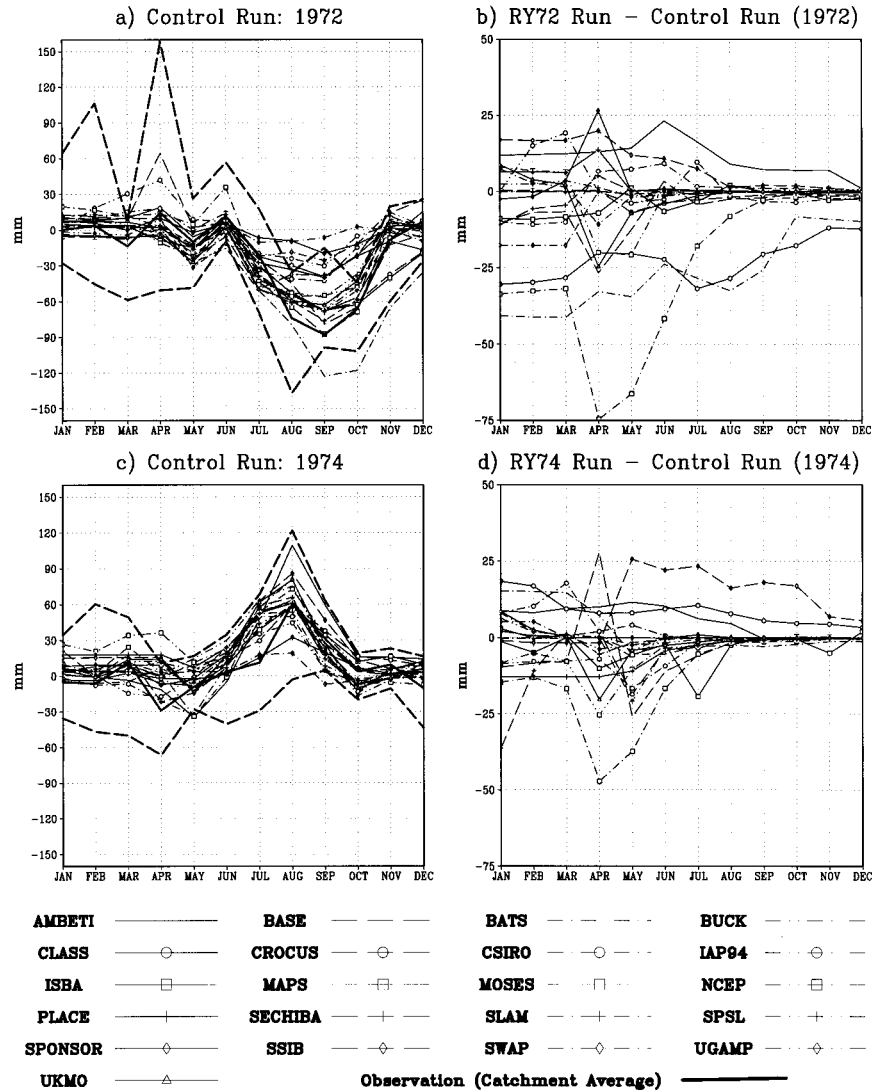 a) Control Run: 1972
b) RY72 Run – Control Run (1972)
mm
160
150
120
90
60
30
0
-30
-60
-90
-120
-150
-160
JAN FEB MAR APR MAY JUN JUL AUG SEP OCT NOV DEC
mm
50
25
0
-25
-50
-75
JAN FEB MAR APR MAY JUN JUL AUG SEP OCT NOV DEC
c) Control Run: 1974
d) RY74 Run – Control Run (1974)
mm
150
120
90
60
30
0
-30
-60
-90
-120
-150
JAN FEB MAR APR MAY JUN JUL AUG SEP OCT NOV DEC
mm
50
25
0
-25
-50
-75
JAN FEB MAR APR MAY JUN JUL AUG SEP OCT NOV DEC
AMBETI BASE BATS BUCK
CLASS CROCUS CSIRO IAP94
ISBA MAPS MOSES NCEP
PLACE SECHIBA SLAM SPSL
SPONSOR SSIB SWAP UGAMP
UKMO Observation (Catchment Average)